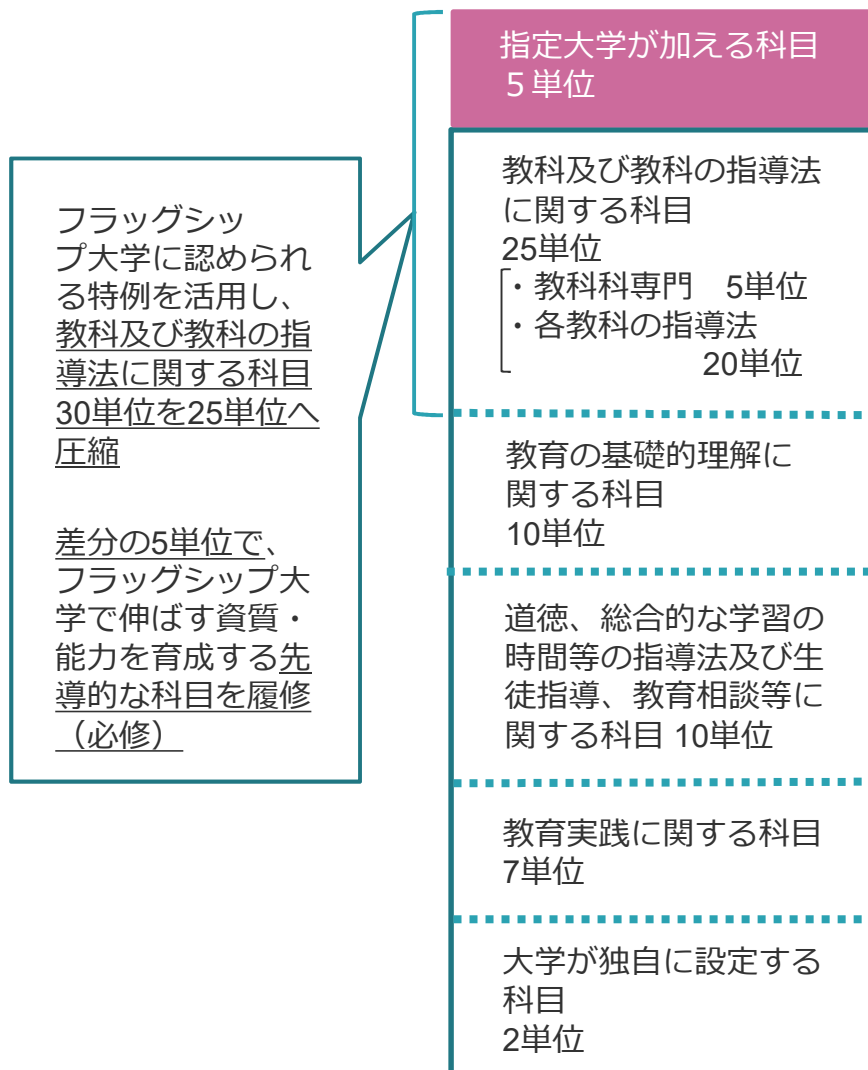 指定大学が加える科目
５単位
フラッグシッ
プ大学に認められ
る特例を活用し、
教科及び教科の指
導法に関する科目
30単位を25単位へ
圧縮
差分の5単位で、
フラッグシップ大
学で伸ばす資質・
能力を育成する先
導的な科目を履修
（必修）
教科及び教科の指導法
に関する科目
25単位
・教科科専門　5単位
・各教科の指導法
20単位
教育の基礎的理解に
関する科目
10単位
道徳、総合的な学習の
時間等の指導法及び生
徒指導、教育相談等に
関する科目 10単位
教育実践に関する科目
7単位
大学が独自に設定する
科目
2単位